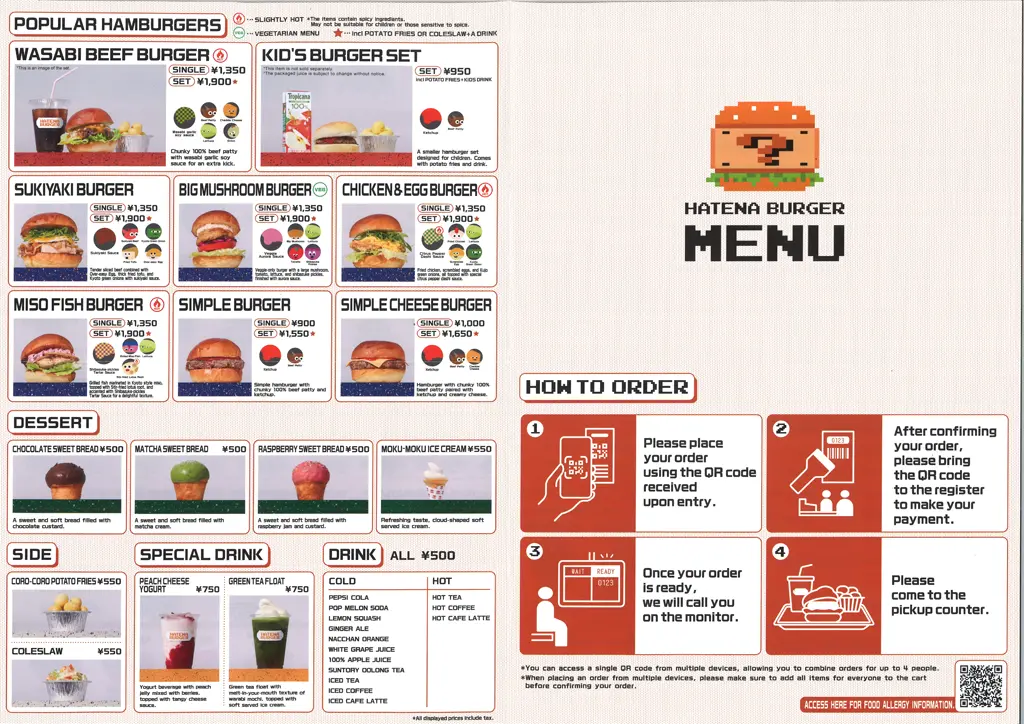 POPULAR HAMBURGERS
··· SLIGHTLY HOT *The items contain spicy ingredients.
May not be suitable for children or those sensitive to spice.
VEG ··· VEGETARIAN MENU ★··· incl POTATO FRIES OR COLESLAW+A DRINK
WASABI BEEF BURGER
*This is an image of the set.
SINGLE ¥1,350
SET ¥1,900★
Wasabi garlic
soy sauce
Beef Patty
Cheddar Cheese
Lettuce
Chunky 100% beef patty
with wasabi garlic soy
sauce for an extra kick.
KID'S BURGER SET
*This item is not sold separately.
*The packaged juice is subject to change without notice.
Tropicana
100%
SET ¥950
incl POTATO FRIES+KIDS DRINK
Ketchup
Beef Patty
A smaller hamburger set
designed for children. Comes
with potato fries and drink.
SUKIYAKI BURGER
SINGLE ¥1,350
SET ¥1,900★
Sukiyaki Sauce
Tender sliced beef combined with
Over-easy Egg, thick fried tofu, and
Kyoto green onions with sukiyaki sauce.
BIG MUSHROOM BURGER VEG
SINGLE ¥1,350
SET ¥1,900★
Veggie
Aurora Sauce
Big Mushroom
Lettuce
Tomato
Shibazuke
Pickles
Veggie-only burger with a large mushroom,
tomato, lettuce, and shibazuke pickles,
finished with aurora sauce.
CHICKEN&EGG BURGER
SINGLE ¥1,350
SET ¥1,900★
Citrus Pepper
Dashi Sauce
Fried Chicken
Lettuce
Fried chicken, scrambled eggs, and Kujo
green onions, all topped with special
citrus pepper dashi sauce.
MISO FISH BURGER
SINGLE ¥1,350
SET ¥1,900★
Shibazuke
Tartar Sauce
Grilled Miso Fish
Lettuce
Grilled fish marinated in Kyoto style miso,
topped with Shio-fried lotus root, and
accented with Shibazuke-pickles
Tartar Sauce for a delightful texture.
SIMPLE BURGER
SINGLE ¥900
SET ¥1,550★
Ketchup
Beef Patty
Simple hamburger with
chunky 100% beef patty and
ketchup.
SIMPLE CHEESE BURGER
SINGLE ¥1,000
SET ¥1,650★
Ketchup
Beef Patty
Cheddar
Cheese
Hamburger with chunky 100%
beef patty paired with
ketchup and creamy cheese.
DESSERT
CHOCOLATE SWEET BREAD ¥500
A sweet and soft bread filled with
chocolate custard.
MATCHA SWEET BREAD ¥500
A sweet and soft bread filled with
matcha cream.
RASPBERRY SWEET BREAD ¥500
A sweet and soft bread filled with
raspberry jam and custard.
MOKU-MOKU ICE CREAM ¥550
Refreshing taste, cloud-shaped soft
served ice cream.
SIDE
CORO-CORO POTATO FRIES ¥550
COLESLAW ¥550
SPECIAL DRINK
PEACH CHEESE
YOGURT ¥750
HATENA
BURGER
Yogurt beverage with peach
jelly mixed with berries,
topped with tangy cheese
sauce.
GREEN TEA FLOAT
¥750
HATENA
BURGER
Green tea float with
melt-in-your-mouth texture of
warabi mochi, topped with
soft served ice cream.
DRINK ALL ¥500
COLD
PEPSI COLA
POP MELON SODA
LEMON SQUASH
GINGER ALE
NACCHAN ORANGE
WHITE GRAPE JUICE
100% APPLE JUICE
SUNTORY OOLONG TEA
ICED TEA
ICED COFFEE
ICED CAFE LATTE
HOT
HOT TEA
HOT COFFEE
HOT CAFE LATTE
*All displayed prices include tax.
HATENA BURGER
MENU
HOW TO ORDER
1
Please place
your order
using the QR code
received
upon entry.
2
0123
After confirming
your order,
please bring
the QR code
to the register
to make your
payment.
3
WAIT READY
0123
Once your order
is ready,
we will call you
on the monitor.
4
Please
come to the
pickup counter.
*You can access a single QR code from multiple devices, allowing you to combine orders for up to 4 people.
*When placing an order from multiple devices, please make sure to add all items for everyone to the cart
before confirming your order.
ACCESS HERE FOR FOOD ALLERGY INFORMATION.